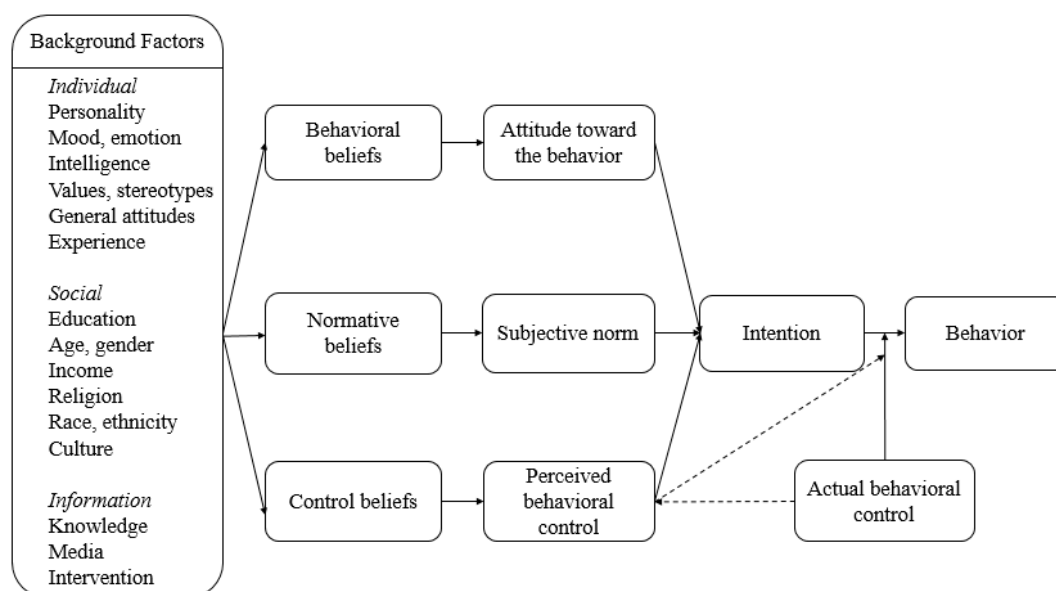 Background Factors
Individual
Personality
Mood, emotion
Intelligence
Values, stereotypes
General attitudes
Experience
Social
Education
Age, gender
Income
Religion
Race, ethnicity
Culture
Information
Knowledge
Media
Intervention
Behavioral
beliefs
Attitude toward
the behavior
Normative
beliefs
Subjective norm
Intention
Behavior
Control beliefs
Perceived
behavioral
control
Actual behavioral
control